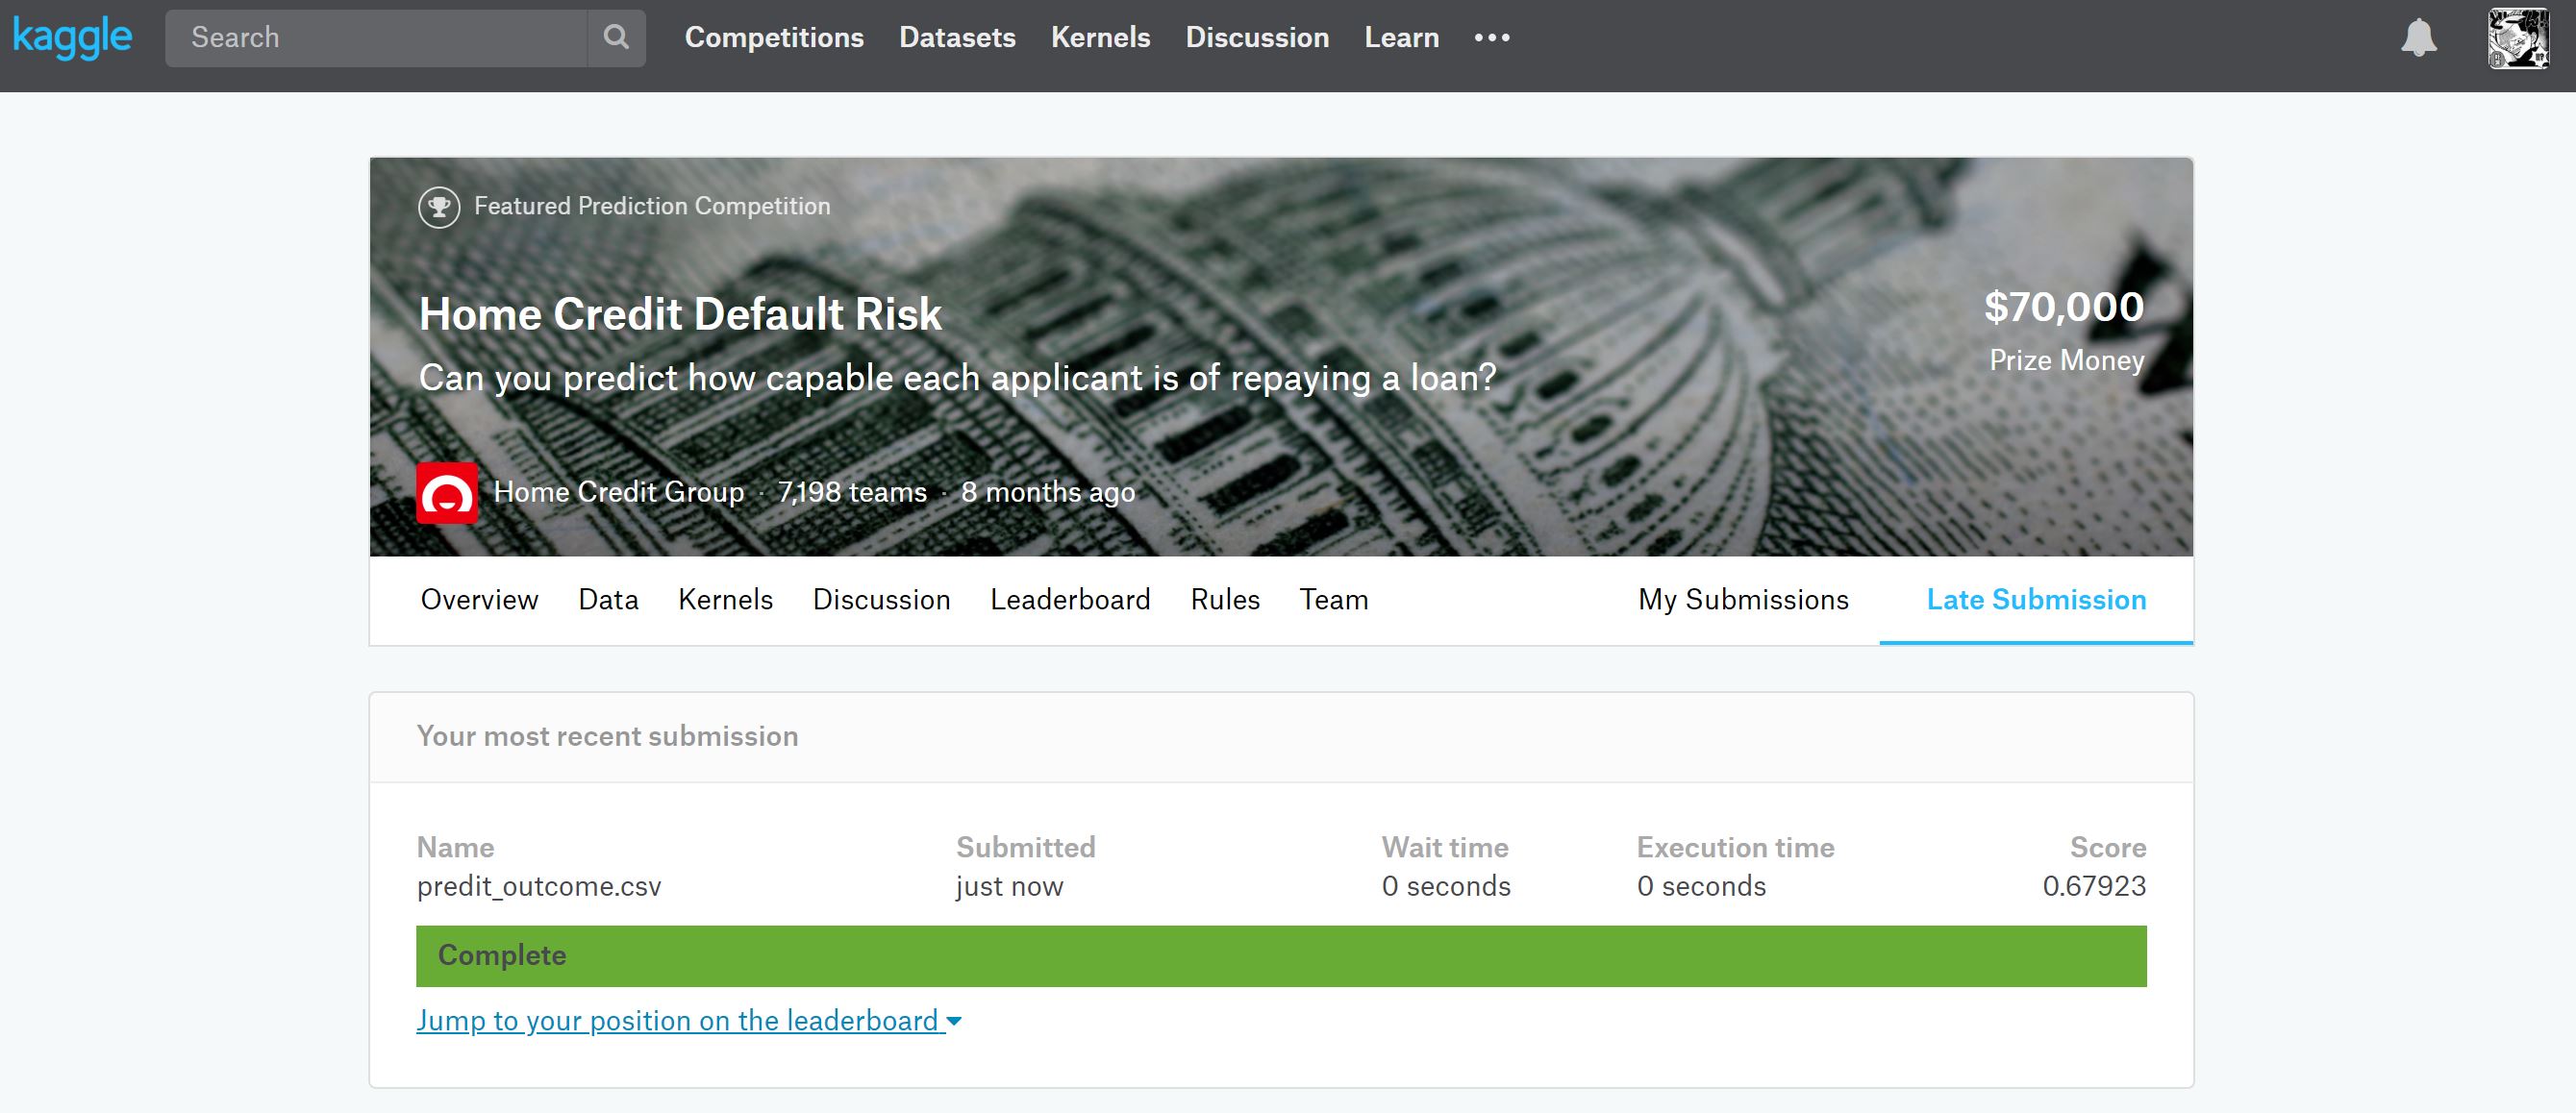 kaggle Search Competitions Datasets Kernels Discussion Learn •••
Featured Prediction Competition
Home Credit Default Risk
$70,000
Can you predict how capable each applicant is of repaying a loan?
Prize Money
Home Credit Group · 7,198 teams · 8 months ago
Overview Data Kernels Discussion Leaderboard Rules Team My Submissions Late Submission
Your most recent submission
Name Submitted Wait time Execution time Score
predit_outcome.csv just now 0 seconds 0 seconds 0.67923
Complete
Jump to your position on the leaderboard